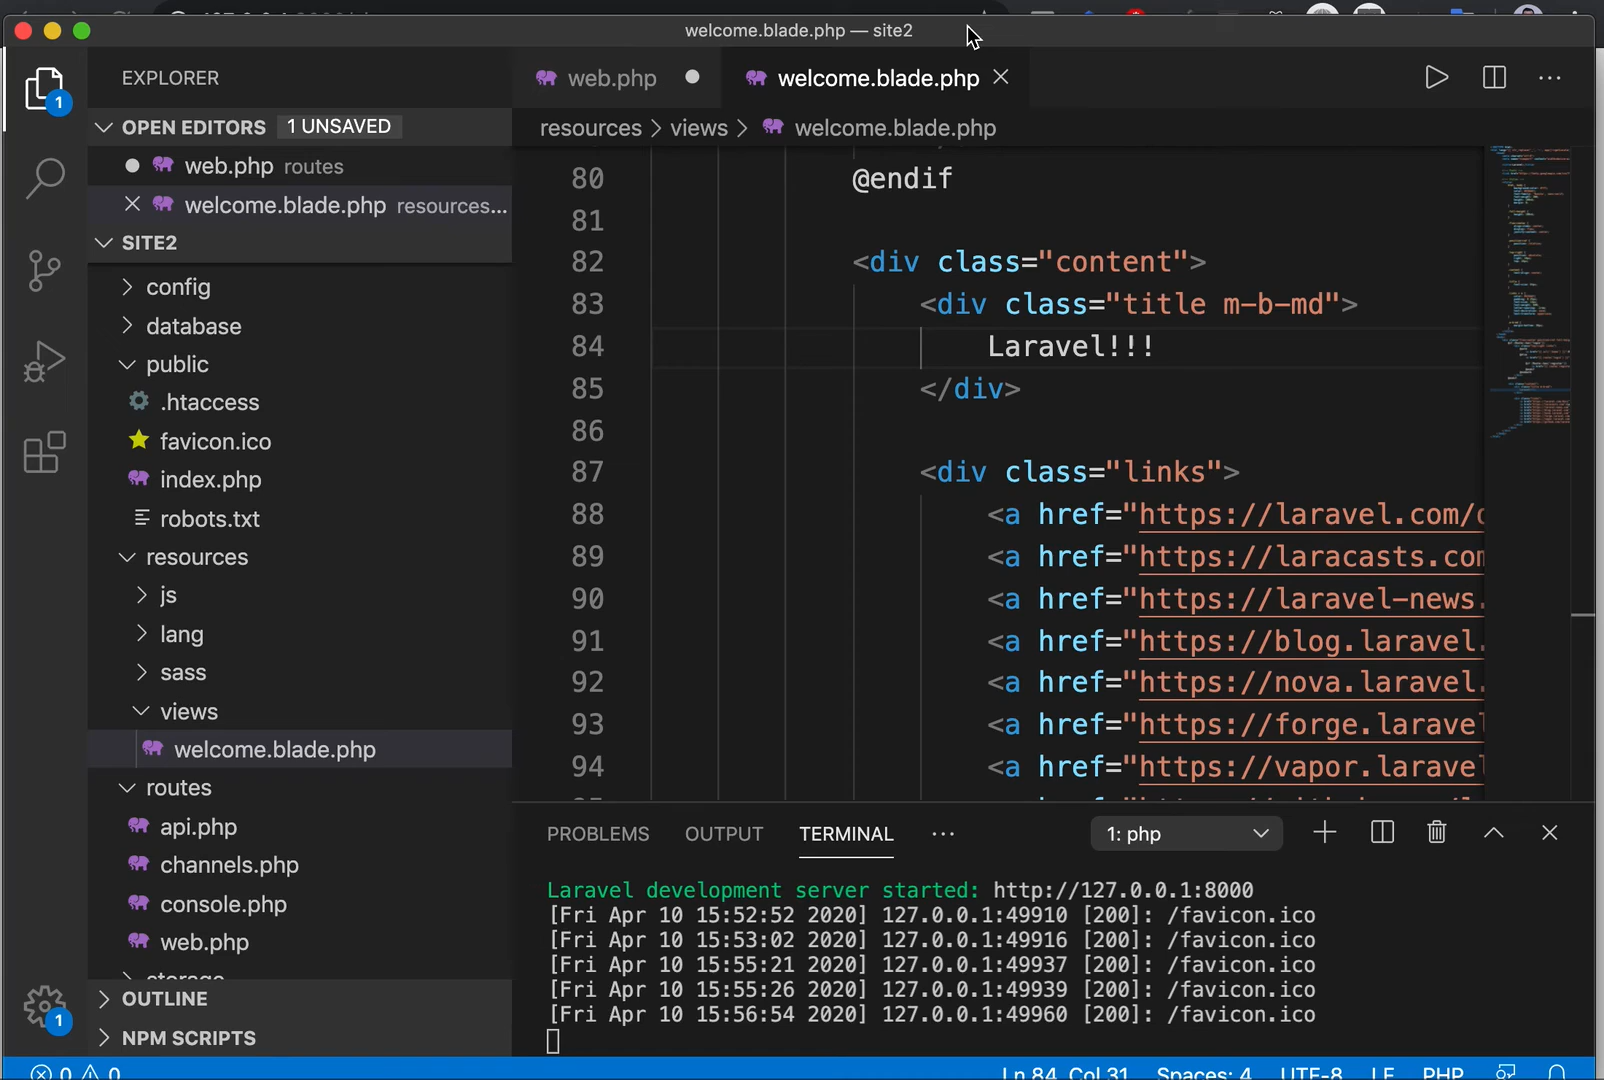 welcome.blade.php — site2
EXPLORER
OPEN EDITORS 1 UNSAVED
web.php routes
welcome.blade.php resources...
SITE2
config
database
public
.htaccess
favicon.ico
index.php
robots.txt
resources
js
lang
sass
views
welcome.blade.php
routes
api.php
channels.php
console.php
web.php
storage
OUTLINE
NPM SCRIPTS
1
1
web.php
welcome.blade.php
resources > views > welcome.blade.php
80 @endif
81
82 <div class="content">
83 <div class="title m-b-md">
84 Laravel!!!
85 </div>
86
87 <div class="links">
88 <a href="https://laravel.com/
89 <a href="https://laracasts.com
90 <a href="https://laravel-news.
91 <a href="https://blog.laravel.
92 <a href="https://nova.laravel.
93 <a href="https://forge.laravel
94 <a href="https://vapor.laravel
PROBLEMS OUTPUT TERMINAL ... 1: php
Laravel development server started: http://127.0.0.1:8000
[Fri Apr 10 15:52:52 2020] 127.0.0.1:49910 [200]: /favicon.ico
[Fri Apr 10 15:53:02 2020] 127.0.0.1:49916 [200]: /favicon.ico
[Fri Apr 10 15:55:21 2020] 127.0.0.1:49937 [200]: /favicon.ico
[Fri Apr 10 15:55:26 2020] 127.0.0.1:49939 [200]: /favicon.ico
[Fri Apr 10 15:56:54 2020] 127.0.0.1:49960 [200]: /favicon.ico
0 0 Ln 84, Col 31 Spaces: 4 UTF-8 LF PHP